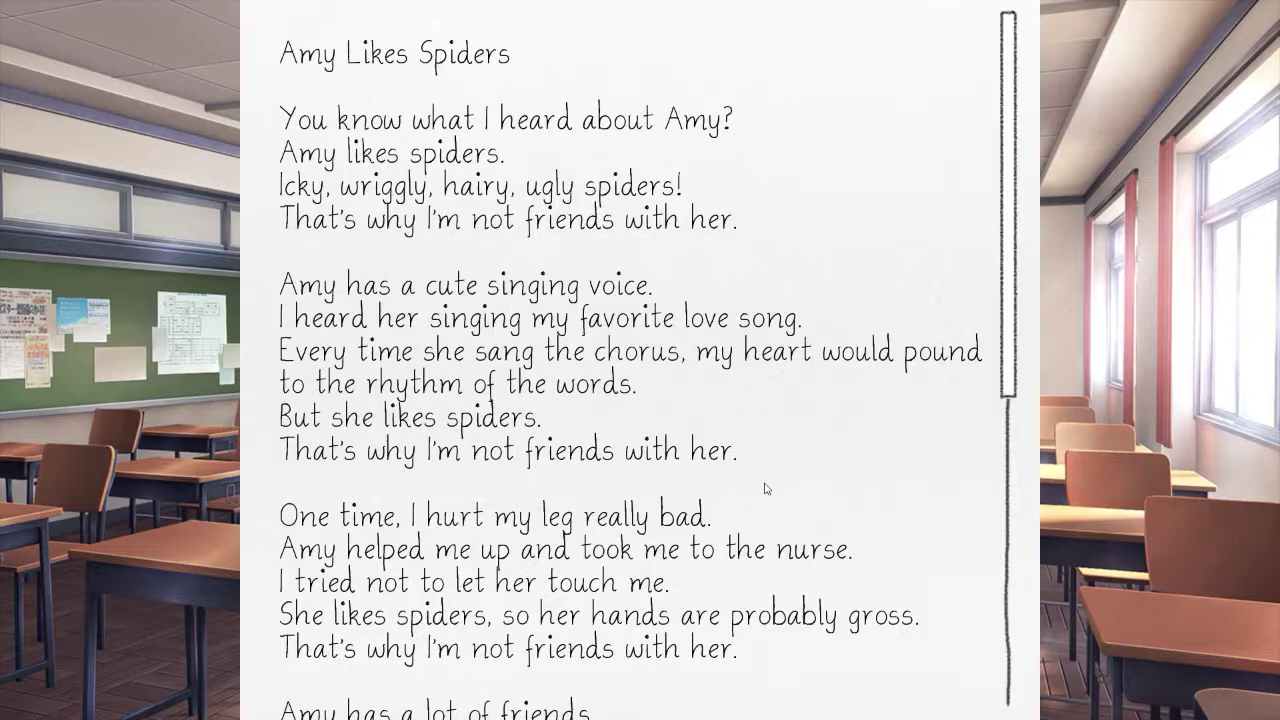 Amy Likes Spiders
You know what I heard about Amy?
Amy likes spiders.
Icky, wriggly, hairy, ugly spiders!
That's why I'm not friends with her.
Amy has a cute singing voice.
I heard her singing my favorite love song.
Every time she sang the chorus, my heart would pound
to the rhythm of the words.
But she likes spiders.
That's why I'm not friends with her.
One time, I hurt my leg really bad.
Amy helped me up and took me to the nurse.
I tried not to let her touch me.
She likes spiders, so her hands are probably gross.
That's why I'm not friends with her.
Amy has a lot of friends